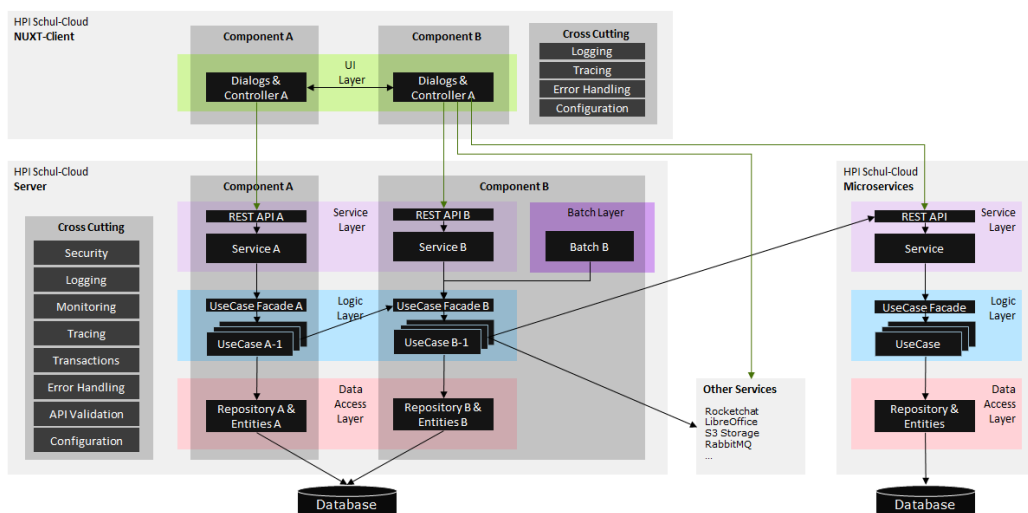 HPI Schul-Cloud
NUXT-Client
Component A
Component B
Cross Cutting
Logging
Tracing
Error Handling
Configuration
UI
Layer
Dialogs &
Controller A
Dialogs &
Controller A
HPI Schul-Cloud
Server
Cross Cutting
Security
Logging
Monitoring
Tracing
Transactions
Error Handling
API Validation
Configuration
Component A
Component B
REST API A
Service A
Service
Layer
REST API B
Service B
Batch Layer
Batch B
UseCase Facade A
UseCase A-1
Logic
Layer
UseCase Facade B
UseCase B-1
Repository A &
Entities A
Data
Access
Layer
Repository B &
Entities B
Database
Other Services
Rocketchat
LibreOffice
S3 Storage
RabbitMQ
...
HPI Schul-Cloud
Microservices
REST API
Service
Service
Layer
UseCase Facade
UseCase
Logic
Layer
Repository &
Entities
Data
Access
Layer
Database